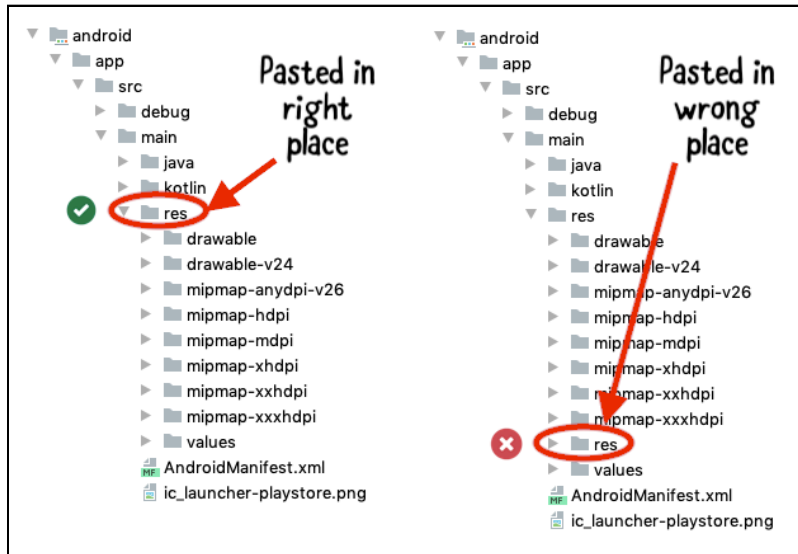 android
app
src
debug
main
java
kotlin
res
drawable
drawable-v24
mipmap-anydpi-v26
mipmap-hdpi
mipmap-mdpi
mipmap-xhdpi
mipmap-xxhdpi
mipmap-xxxhdpi
values
MF AndroidManifest.xml
ic_launcher-playstore.png
Pasted in
right
place
android
app
src
debug
main
java
kotlin
res
drawable
drawable-v24
mipmap-anydpi-v26
mipmap-hdpi
mipmap-mdpi
mipmap-xhdpi
mipmap-xxhdpi
mipmap-xxxhdpi
res
values
MF AndroidManifest.xml
ic_launcher-playstore.png
Pasted in
wrong
place